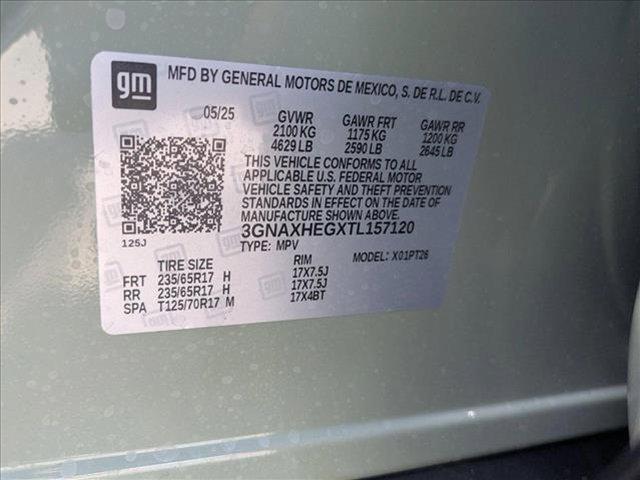 gm
MFD BY GENERAL MOTORS DE MEXICO, S. DE R.L. DE C.V.
05/25 GVWR GAWR FRT GAWR RR
2100 KG 1175 KG 1200 KG
4629 LB 2590 LB 2645 LB
THIS VEHICLE CONFORMS TO ALL
APPLICABLE U.S. FEDERAL MOTOR
VEHICLE SAFETY AND THEFT PREVENTION
STANDARDS IN EFFECT ON THE DATE OF
MANUFACTURE SHOWN ABOVE.
125J 3GNAXHEGXTL157120
TYPE: MPV MODEL: X01PT26
TIRE SIZE RIM
FRT 235/65R17 H 17X7.5J
RR 235/65R17 H 17X7.5J
SPA T125/70R17 M 17X4BT